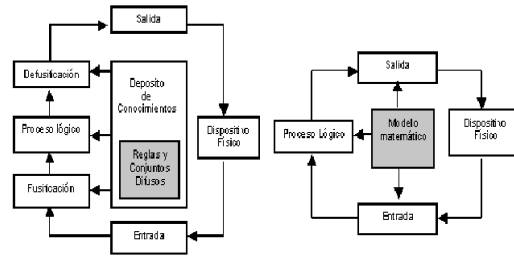 Salida
Defusificación
Deposito
de
Conocimientos
Proceso lógico
Reglas y
Conjuntos
Difusos
Fusificación
Entrada
Dispositivo
Físico
Salida
Proceso Lógico
Modelo
matemático
Dispositivo
Físico
Entrada